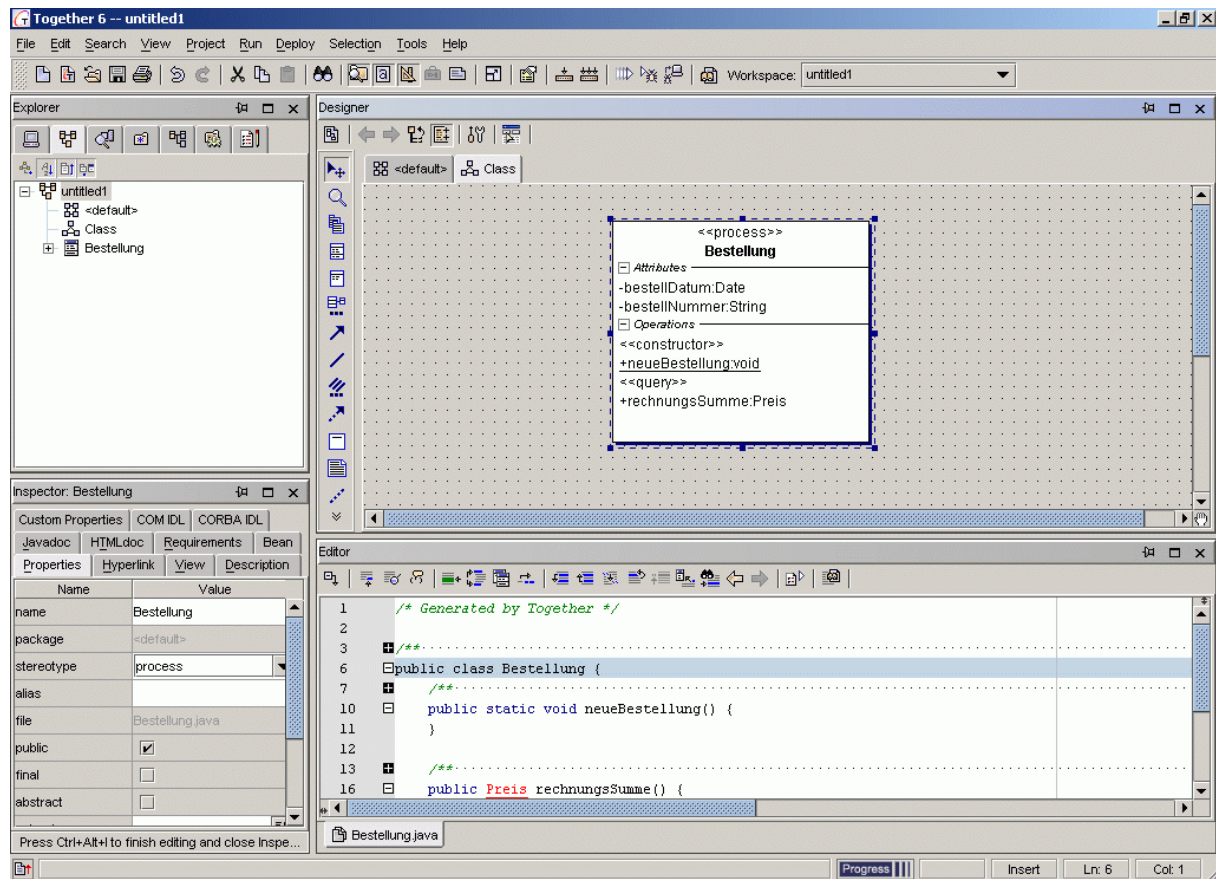 Together 6 -- untitled1
File Edit Search View Project Run Deploy Selection Tools Help
Workspace: untitled1
Explorer
untitled1
<default>
Class
Bestellung
Designer
<default> Class
<<process>>
Bestellung
Attributes
-bestellDatum:Date
-bestellNummer:String
Operations
<<constructor>>
+neueBestellung:void
<<query>>
+rechnungsSumme:Preis
Inspector: Bestellung
Custom Properties COM IDL CORBA IDL
Javadoc HTMLdoc Requirements Bean
Properties Hyperlink View Description
Name Value
name Bestellung
package <default>
stereotype process
alias
file Bestellung.java
public
final
abstract
Press Ctrl+Alt+I to finish editing and close Inspe...
Editor
1 /* Generated by Together */
2
3 /**
6 public class Bestellung {
7 /**
10 public static void neueBestellung() {
11 }
12
13 /**
16 public Preis rechnungsSumme() {
Bestellung.java
Progress Insert Ln: 6 Col: 1